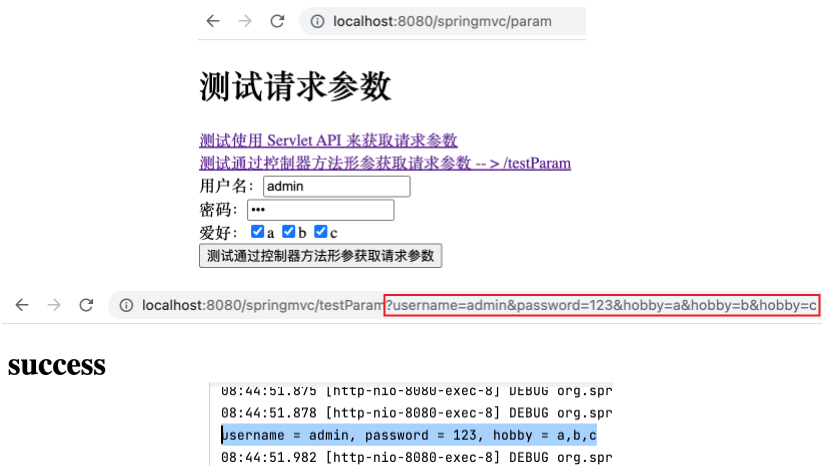 localhost:8080/springmvc/param
测试请求参数
测试使用 Servlet API 来获取请求参数
测试通过控制器方法形参获取请求参数 -- > /testParam
用户名： admin
密码： •••
爱好： a b c
测试通过控制器方法形参获取请求参数
localhost:8080/springmvc/testParam?username=admin&password=123&hobby=a&hobby=b&hobby=c
success
08:44:51.875 [http-nio-8080-exec-8] DEBUG org.spr
08:44:51.878 [http-nio-8080-exec-8] DEBUG org.spr
username = admin, password = 123, hobby = a,b,c
08:44:51.982 [http-nio-8080-exec-8] DEBUG org.spr